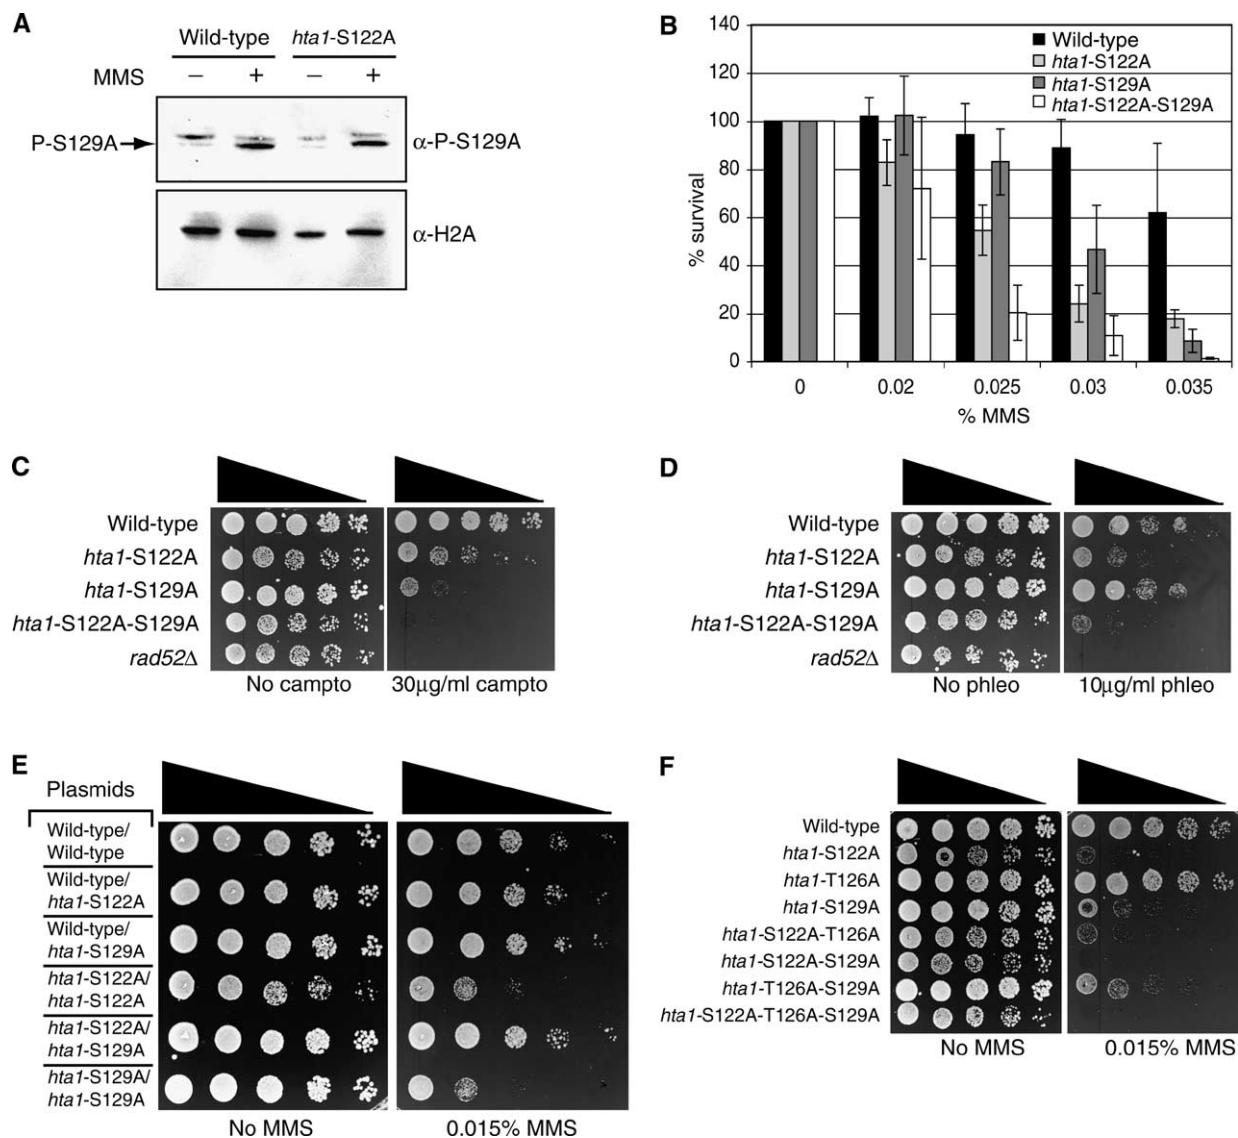 A
Wild-type hta1-S122A
MMS – + – +
P-S129A
α-P-S129A
α-H2A
B
140
120
100
80
60
40
20
0
% survival
Wild-type
hta1-S122A
hta1-S129A
hta1-S122A-S129A
0 0.02 0.025 0.03 0.035
% MMS
C
Wild-type
hta1-S122A
hta1-S129A
hta1-S122A-S129A
rad52Δ
No campto 30µg/ml campto
D
Wild-type
hta1-S122A
hta1-S129A
hta1-S122A-S129A
rad52Δ
No phleo 10µg/ml phleo
E
Plasmids
Wild-type/
Wild-type
Wild-type/
hta1-S122A
Wild-type/
hta1-S129A
hta1-S122A/
hta1-S122A
hta1-S122A/
hta1-S129A
hta1-S129A/
hta1-S129A
No MMS 0.015% MMS
F
Wild-type
hta1-S122A
hta1-T126A
hta1-S129A
hta1-S122A-T126A
hta1-S122A-S129A
hta1-T126A-S129A
hta1-S122A-T126A-S129A
No MMS 0.015% MMS